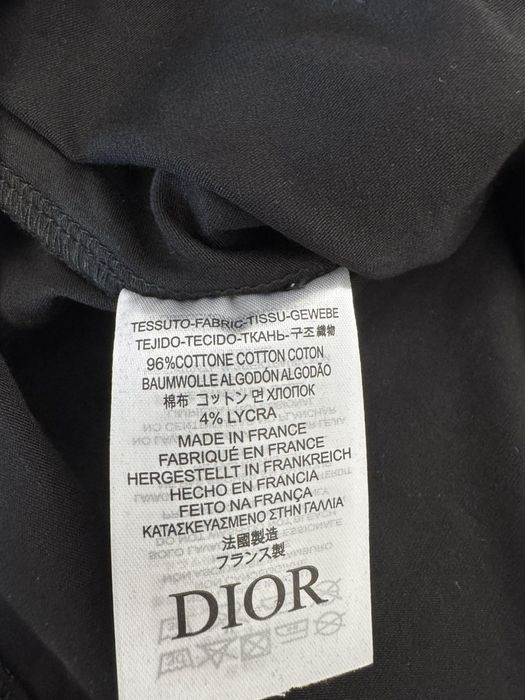 TESSUTO-FABRIC-TISSU-GEWEBE
TEJIDO-TECIDO-ТКАНЬ-구조 織物
96%COTTONE COTTON COTON
BAUMWOLLE ALGODÓN ALGODÃO
棉布 コットン 면 ХЛОПОК
4% LYCRA
MADE IN FRANCE
FABRIQUÉ EN FRANCE
HERGESTELLT IN FRANKREICH
HECHO EN FRANCIA
FEITO NA FRANÇA
ΚΑΤΑΣΚΕΥΑΣΜΕΝΟ ΣΤΗΝ ΓΑΛΛΙΑ
法國製造
フランス製
DIOR